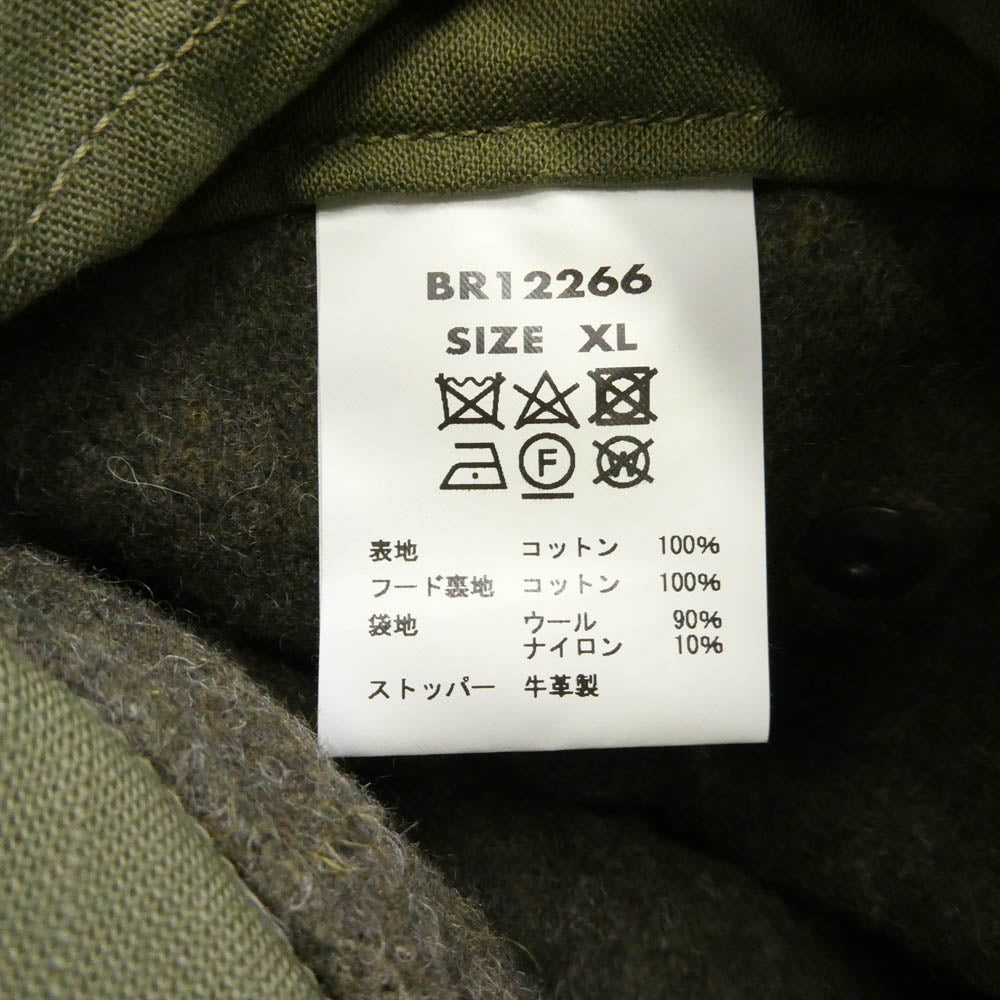 BR12266
SIZE XL
F W
表地 コットン 100%
フード裏地 コットン 100%
袋地 ウール 90%
ナイロン 10%
ストッパー 牛革製